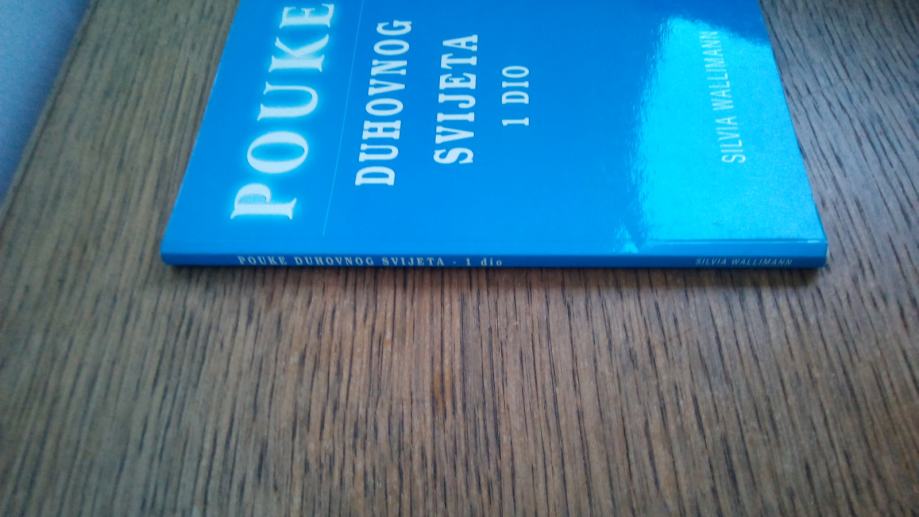 POUKE
DUHOVNOG
SVIJETA
1 DIO
SILVIA WALLIMANN
POUKE DUHOVNOG SVIJETA - 1 dio
SILVIA WALLIMANN